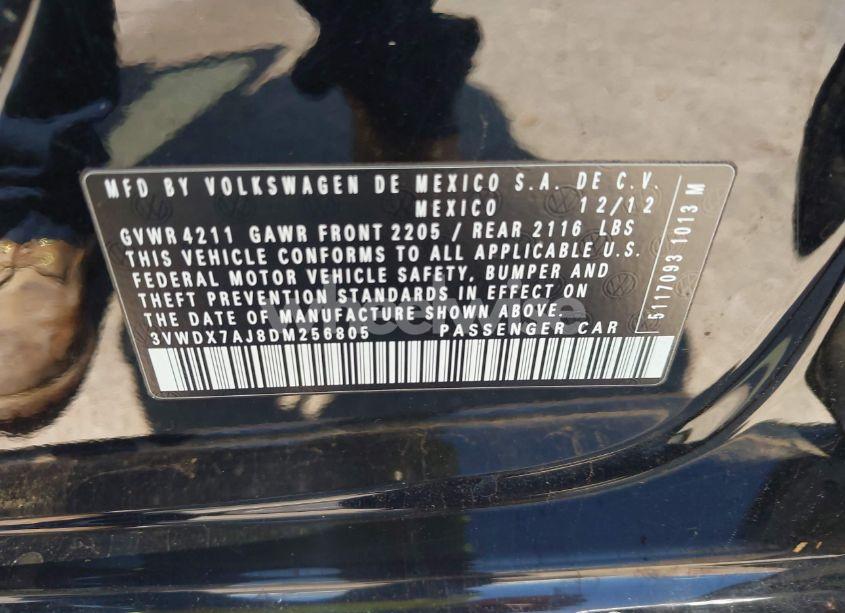 MFD BY VOLKSWAGEN DE MEXICO S.A. DE C.V.
MEXICO 12/12
GVWR 4211 GAWR FRONT 2205 / REAR 2116 LBS
THIS VEHICLE CONFORMS TO ALL APPLICABLE U.S.
FEDERAL MOTOR VEHICLE SAFETY, BUMPER AND
THEFT PREVENTION STANDARDS IN EFFECT ON
THE DATE OF MANUFACTURE SHOWN ABOVE.
3VWDX7AJ8DM256805 PASSENGER CAR
5117093 1013 M